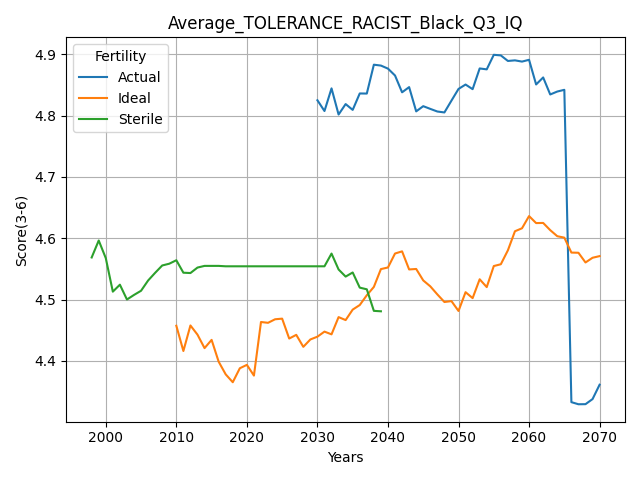 Average_TOLERANCE_RACIST_Black_Q3_IQ
Fertility
Actual
Ideal
Sterile
Score(3-6)
4.9
4.8
4.7
4.6
4.5
4.4
2000 2010 2020 2030 2040 2050 2060 2070
Years